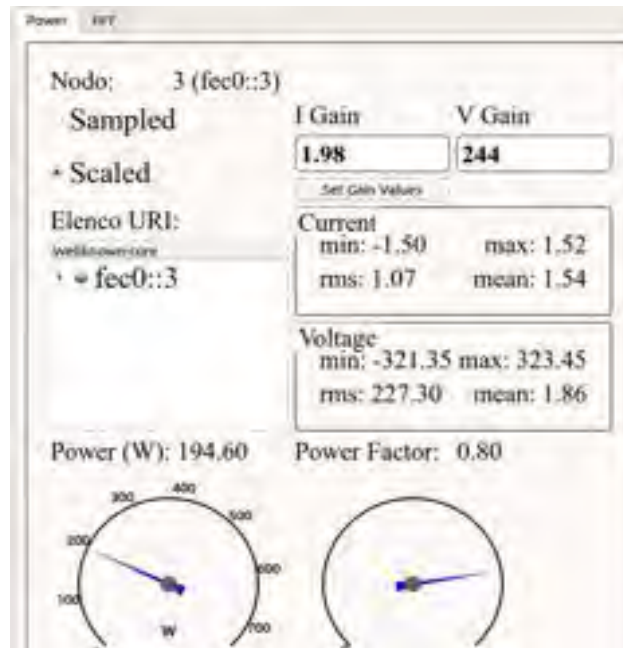 Power FFT
Nodo: 3 (fec0::3)
Sampled
I Gain V Gain
1.98 244
Scaled
Set Gain Values
Elenco URI:
Current
min: -1.50 max: 1.52
rms: 1.07 mean: 1.54
fec0::3
Voltage
min: -321.35 max: 323.45
rms: 227.30 mean: 1.86
Power (W): 194.60 Power Factor: 0.80
400
300
500
200
600
100
700
W